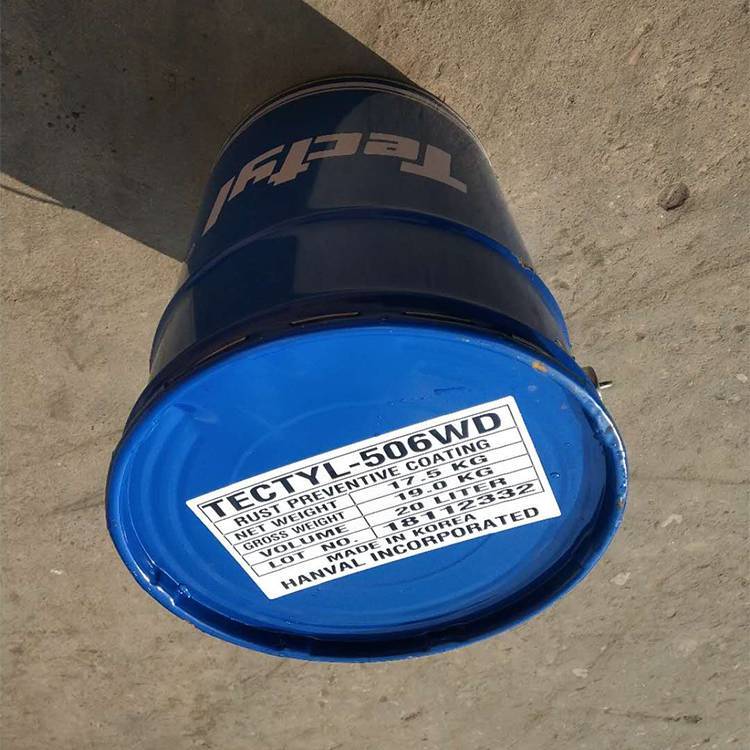 Tectyl
TECTYL-506WD
RUST PREVENTIVE COATING
NET WEIGHT 17.5 KG
GROSS WEIGHT 19.0 KG
VOLUME 20 LITER
LOT NO. 18112332
MADE IN KOREA
HANVAL INCORPORATED